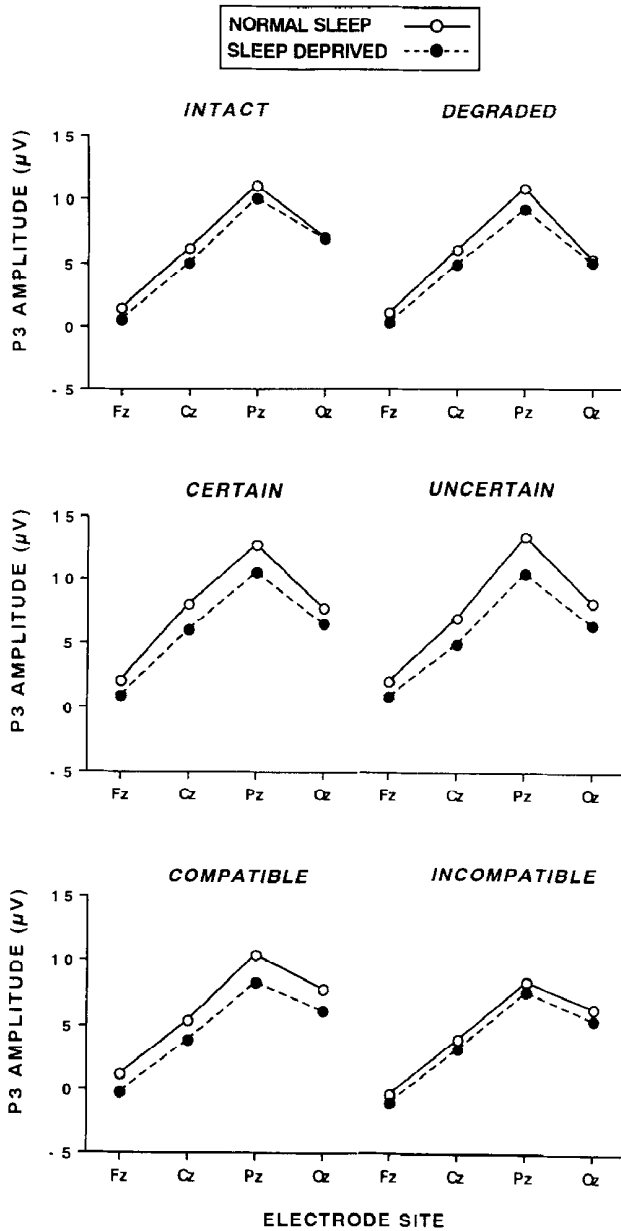 NORMAL SLEEP
SLEEP DEPRIVED
INTACT DEGRADED
P3 AMPLITUDE (µV)
15
10
5
0
-5
Fz Cz Pz Oz Fz Cz Pz Oz
CERTAIN UNCERTAIN
P3 AMPLITUDE (µV)
15
10
5
0
-5
Fz Cz Pz Oz Fz Cz Pz Oz
COMPATIBLE INCOMPATIBLE
P3 AMPLITUDE (µV)
15
10
5
0
-5
Fz Cz Pz Oz Fz Cz Pz Oz
ELECTRODE SITE